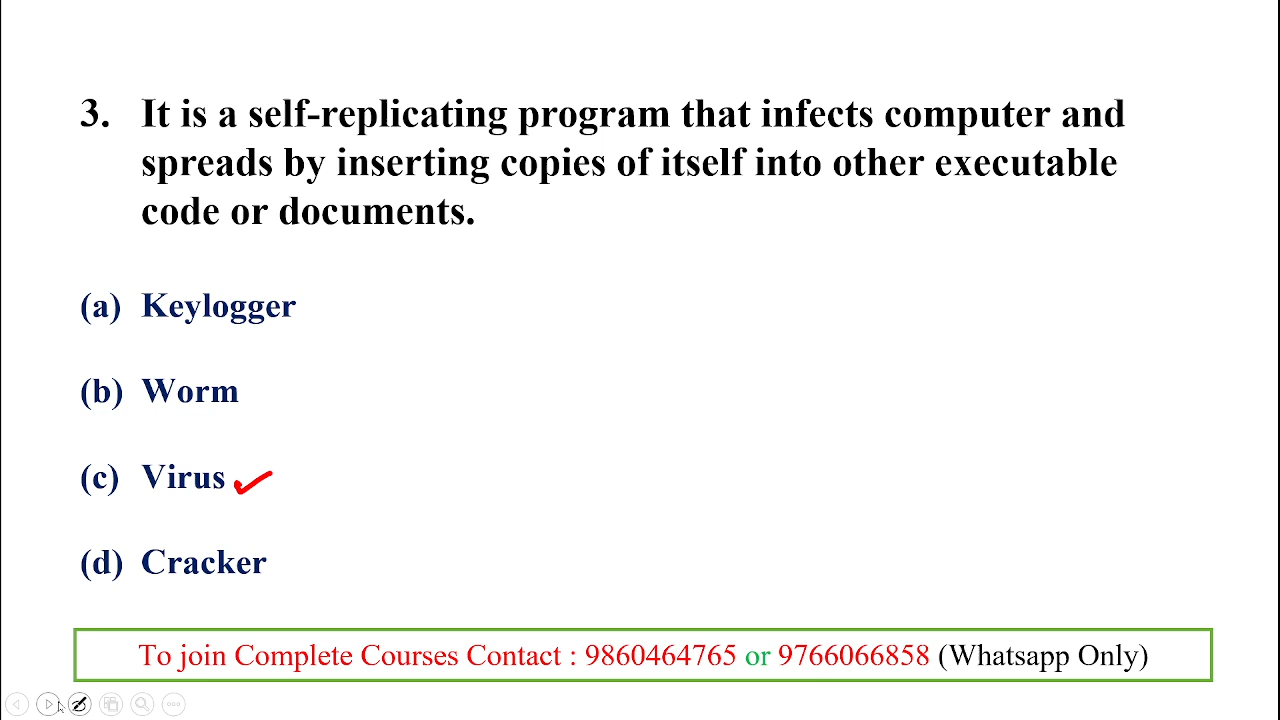 3. It is a self-replicating program that infects computer and
spreads by inserting copies of itself into other executable
code or documents.
(a) Keylogger
(b) Worm
(c) Virus
(d) Cracker
To join Complete Courses Contact : 9860464765 or 9766066858 (Whatsapp Only)